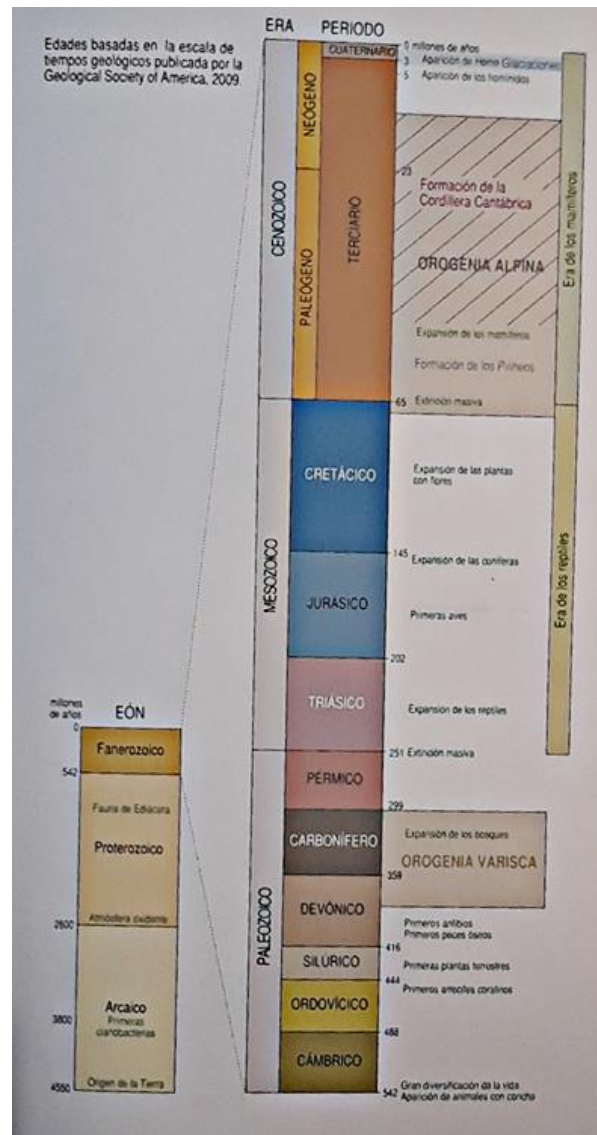 Edades basadas en la escala de
tiempos geológicos publicada por la
Geological Society of America, 2009.
ERA PERIODO
CUATERNARIO
0 millones de años
3 Aparición de Homo Glaciaciones
5 Aparición de los homínidos
NEÓGENO
CENOZOICO
TERCIARIO
PALEÓGENO
23
Formación de la
Cordillera Cantábrica
OROGENIA ALPINA
Expansión de los mamíferos
Formación de los Pirineos
Era de los mamíferos
65 Extinción masiva
CRETÁCICO
Expansión de las plantas
con flores
145
Expansión de las coníferas
MESOZOICO
JURÁSICO
Primeras aves
Era de los reptiles
202
TRIÁSICO
Expansión de los reptiles
251 Extinción masiva
PÉRMICO
299
CARBONÍFERO
Expansión de los bosques
OROGENIA VARISCA
359
PALEOZOICO
DEVÓNICO
Primeros anfibios
Primeros peces óseos
416
SILÚRICO
Primeras plantas terrestres
444
Primeros arrecifes coralinos
ORDOVÍCICO
488
CÁMBRICO
542 Gran diversificación de la vida
Aparición de animales con concha
millones
de años
EÓN
0
Fanerozoico
542
Fauna de Ediacara
Proterozoico
Atmósfera oxidante
2600
Arcaico
Primeras
cianobacterias
3800
Origen de la Tierra
4550